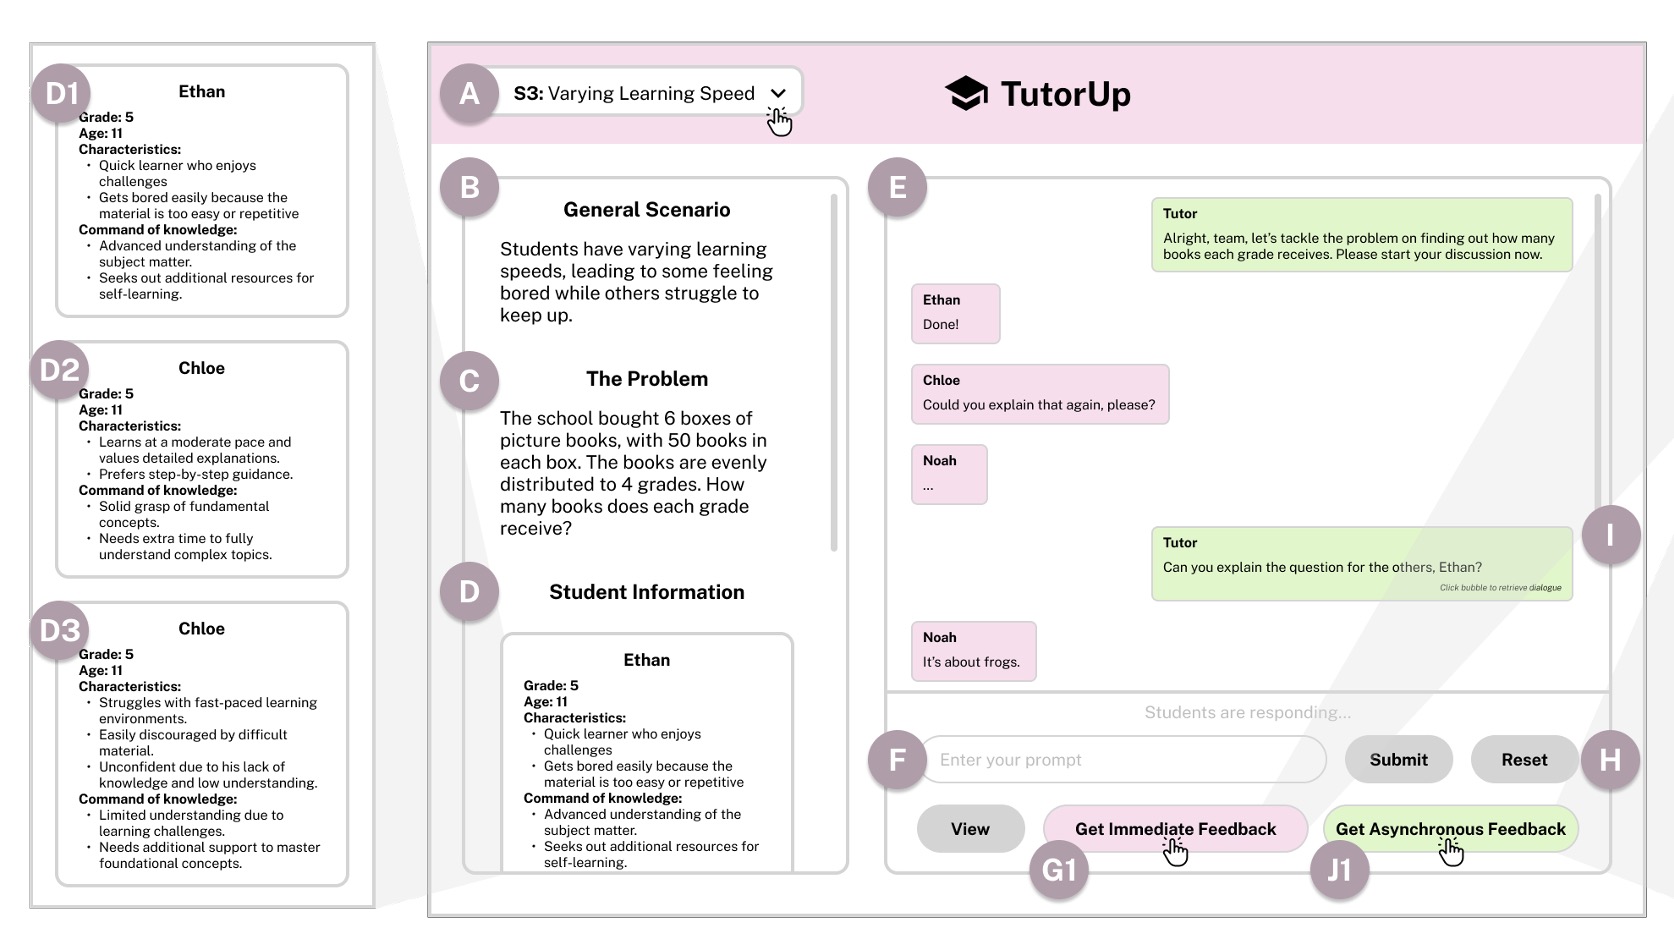 D1
Ethan
Grade: 5
Age: 11
Characteristics:
• Quick learner who enjoys
challenges
• Gets bored easily because the
material is too easy or repetitive
Command of knowledge:
• Advanced understanding of the
subject matter.
• Seeks out additional resources for
self-learning.
D2
Chloe
Grade: 5
Age: 11
Characteristics:
• Learns at a moderate pace and
values detailed explanations.
• Prefers step-by-step guidance.
Command of knowledge:
• Solid grasp of fundamental
concepts.
• Needs extra time to fully
understand complex topics.
D3
Chloe
Grade: 5
Age: 11
Characteristics:
• Struggles with fast-paced learning
environments.
• Easily discouraged by difficult
material.
• Unconfident due to his lack of
knowledge and low understanding.
Command of knowledge:
• Limited understanding due to
learning challenges.
• Needs additional support to master
foundational concepts.
A
S3: Varying Learning Speed
TutorUp
B
General Scenario
Students have varying learning
speeds, leading to some feeling
bored while others struggle to
keep up.
C
The Problem
The school bought 6 boxes of
picture books, with 50 books in
each box. The books are evenly
distributed to 4 grades. How
many books does each grade
receive?
D
Student Information
Ethan
Grade: 5
Age: 11
Characteristics:
• Quick learner who enjoys
challenges
• Gets bored easily because the
material is too easy or repetitive
Command of knowledge:
• Advanced understanding of the
subject matter.
• Seeks out additional resources for
self-learning.
E
Tutor
Alright, team, let's tackle the problem on finding out how many
books each grade receives. Please start your discussion now.
Ethan
Done!
Chloe
Could you explain that again, please?
Noah
...
I
Tutor
Can you explain the question for the others, Ethan?
Click bubble to retrieve dialogue
Noah
It's about frogs.
Students are responding...
F
Enter your prompt
Submit
Reset
H
View
Get Immediate Feedback
Get Asynchronous Feedback
G1
J1